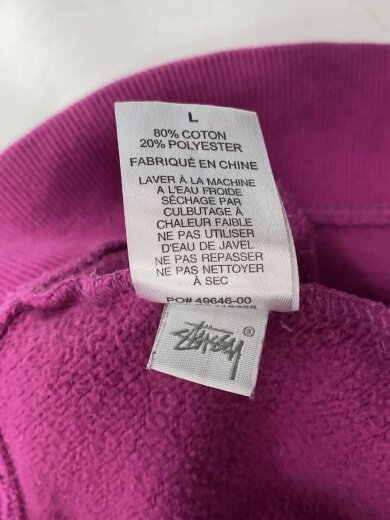 L
80% COTON
20% POLYESTER
FABRIQUÉ EN CHINE
LAVER À LA MACHINE
A L'EAU FROIDE
SÉCHAGE PAR
CULBUTAGE À
CHALEUR FAIBLE
NE PAS UTILISER
D'EAU DE JAVEL
NE PAS REPASSER
NE PAS NETTOYER
À SEC
PO# 49646-00
STÜSSY ®